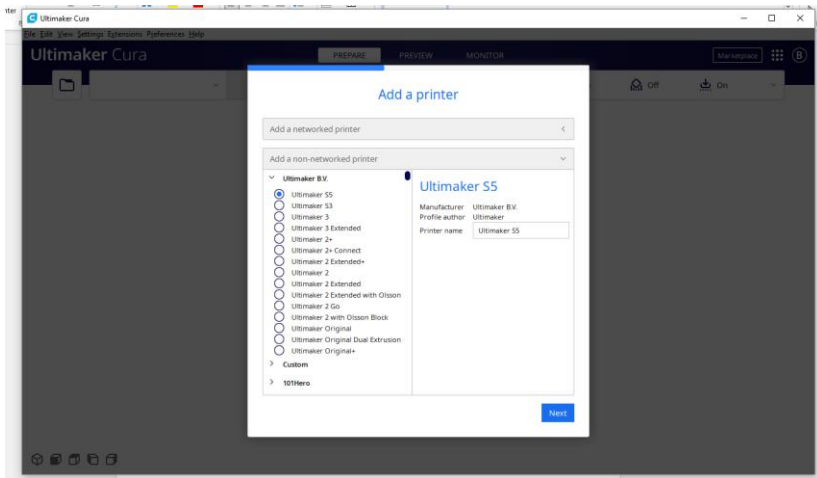 nter
Ultimaker Cura
File Edit View Settings Extensions Preferences Help
Ultimaker Cura
PREPARE
PREVIEW
MONITOR
Marketplace
B
Off
On
Add a printer
Add a networked printer
Add a non-networked printer
Ultimaker B.V.
Ultimaker S5
Ultimaker S3
Ultimaker 3
Ultimaker 3 Extended
Ultimaker 2+
Ultimaker 2+ Connect
Ultimaker 2 Extended+
Ultimaker 2
Ultimaker 2 Extended
Ultimaker 2 Extended with Olsson
Ultimaker 2 Go
Ultimaker 2 with Olsson Block
Ultimaker Original
Ultimaker Original Dual Extrusion
Ultimaker Original+
Custom
101Hero
Ultimaker S5
Manufacturer Ultimaker B.V.
Profile author Ultimaker
Printer name Ultimaker S5
Next